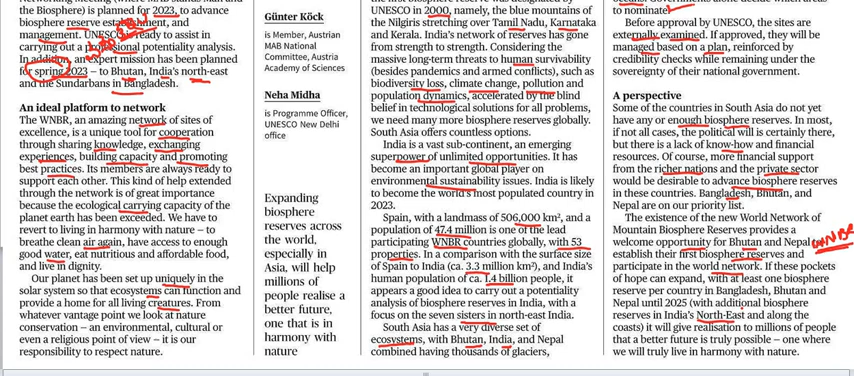 the Biosphere) is planned for 2023, to advance
biosphere reserve establishment, and
management. UNESCO is ready to assist in
carrying out a professional potentiality analysis.
In addition, an expert mission has been planned
for spring 2023 – to Bhutan, India's north-east
and the Sundarbans in Bangladesh.
An ideal platform to network
The WNBR, an amazing network of sites of
excellence, is a unique tool for cooperation
through sharing knowledge, exchanging
experiences, building capacity and promoting
best practices. Its members are always ready to
support each other. This kind of help extended
through the network is of great importance
because the ecological carrying capacity of the
planet earth has been exceeded. We have to
revert to living in harmony with nature – to
breathe clean air again, have access to enough
good water, eat nutritious and affordable food,
and live in dignity.
Our planet has been set up uniquely in the
solar system so that ecosystems can function and
provide a home for all living creatures. From
whatever vantage point we look at nature
conservation – an environmental, cultural or
even a religious point of view – it is our
responsibility to respect nature.
Günter Köck
is Member, Austrian
MAB National
Committee, Austria
Academy of Sciences
Neha Midha
is Programme Officer,
UNESCO New Delhi
office
Expanding
biosphere
reserves across
the world,
especially in
Asia, will help
millions of
people realise a
better future,
one that is in
harmony with
nature
UNESCO in 2000, namely, the blue mountains of
the Nilgiris stretching over Tamil Nadu, Karnataka
and Kerala. India's network of reserves has gone
from strength to strength. Considering the
massive long-term threats to human survivability
(besides pandemics and armed conflicts), such as
biodiversity loss, climate change, pollution and
population dynamics, accelerated by the blind
belief in technological solutions for all problems,
we need many more biosphere reserves globally.
South Asia offers countless options.
India is a vast sub-continent, an emerging
superpower of unlimited opportunities. It has
become an important global player on
environmental sustainability issues. India is likely
to become the world's most populated country in
2023.
Spain, with a landmass of 506,000 km², and a
population of 47.4 million is one of the lead
participating WNBR countries globally, with 53
properties. In a comparison with the surface size
of Spain to India (ca. 3.3 million km²), and India's
human population of ca. 1.4 billion people, it
appears a good idea to carry out a potentiality
analysis of biosphere reserves in India, with a
focus on the seven sisters in north-east India.
South Asia has a very diverse set of
ecosystems, with Bhutan, India, and Nepal
combined having thousands of glaciers,
to nominate.
Before approval by UNESCO, the sites are
externally examined. If approved, they will be
managed based on a plan, reinforced by
credibility checks while remaining under the
sovereignty of their national government.
A perspective
Some of the countries in South Asia do not yet
have any or enough biosphere reserves. In most,
if not all cases, the political will is certainly there,
but there is a lack of know-how and financial
resources. Of course, more financial support
from the richer nations and the private sector
would be desirable to advance biosphere reserves
in these countries. Bangladesh, Bhutan, and
Nepal are on our priority list.
The existence of the new World Network of
Mountain Biosphere Reserves provides a
welcome opportunity for Bhutan and Nepal
establish their first biosphere reserves and
participate in the world network. If these pockets
of hope can expand, with at least one biosphere
reserve per country in Bangladesh, Bhutan and
Nepal until 2025 (with additional biosphere
reserves in India's North-East and along the
coasts) it will give realisation to millions of people
that a better future is truly possible – one where
we will truly live in harmony with nature.
WNBR